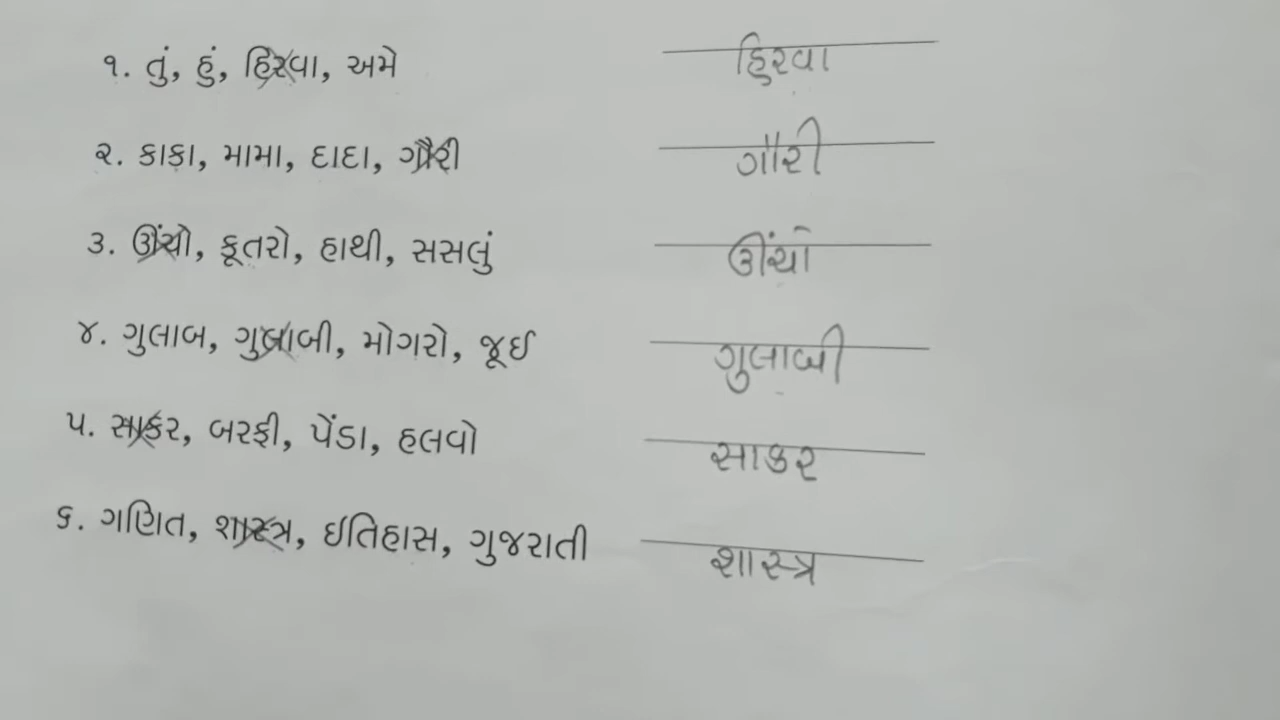 ૧. તું, હું, હિરવા, અમે હિરવા
૨. કાકા, મામા, દાદા, ગૌરી ગૌરી
૩. ઊંચો, કૂતરો, હાથી, સસલું ઊંચો
૪. ગુલાબ, ગુલાબી, મોગરો, જૂઈ ગુલાબી
૫. સાકર, બરફી, પેંડા, હલવો સાકર
૬. ગણિત, શાસ્ત્ર, ઈતિહાસ, ગુજરાતી શાસ્ત્ર